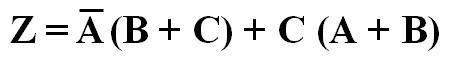 Z = A̅ (B + C) + C (A + B)